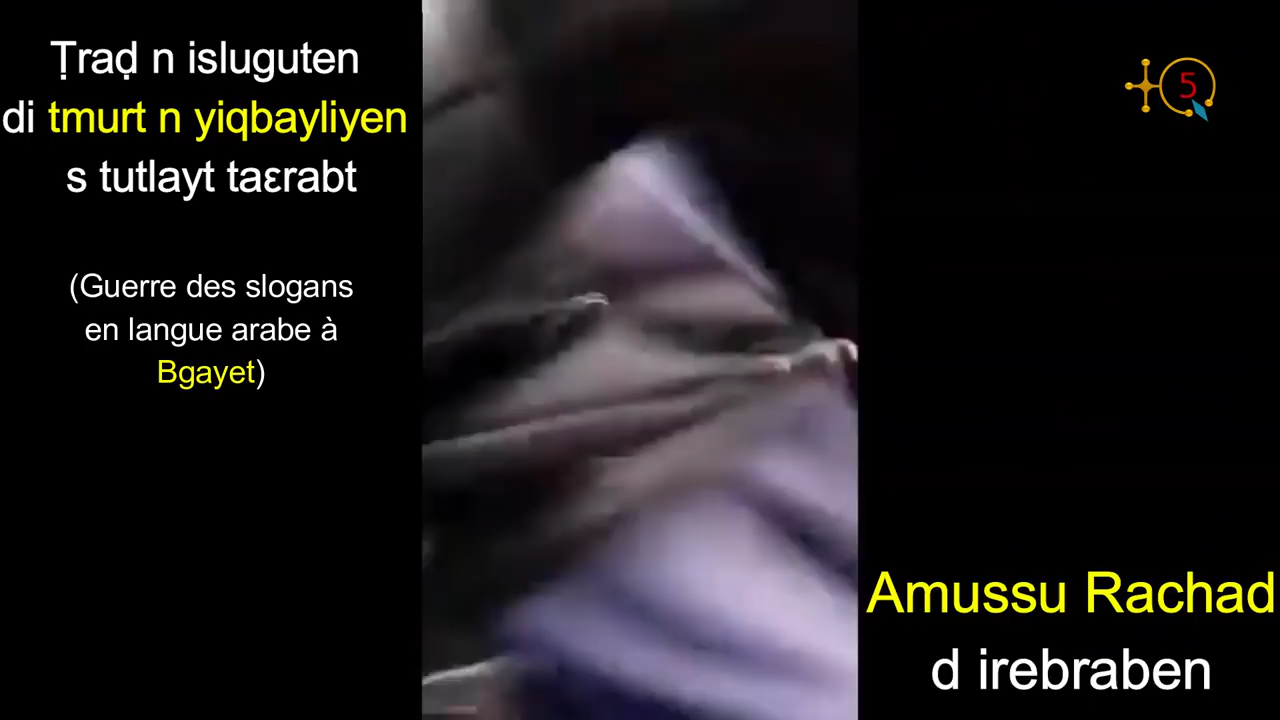 Ṭraḍ n isluguten
di tmurt n yiqbayliyen
s tutlayt taɛrabt
(Guerre des slogans
en langue arabe à
Bgayet)
5
Amussu Rachad
d irebraben